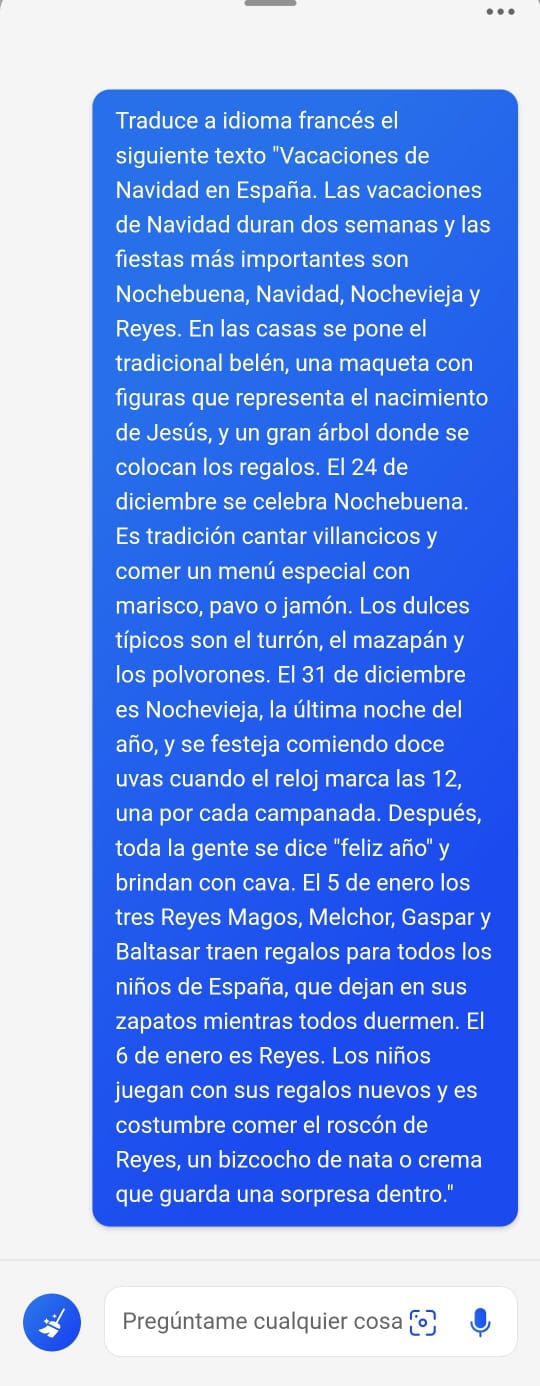 Traduce a idioma francés el
siguiente texto "Vacaciones de
Navidad en España. Las vacaciones
de Navidad duran dos semanas y las
fiestas más importantes son
Nochebuena, Navidad, Nochevieja y
Reyes. En las casas se pone el
tradicional belén, una maqueta con
figuras que representa el nacimiento
de Jesús, y un gran árbol donde se
colocan los regalos. El 24 de
diciembre se celebra Nochebuena.
Es tradición cantar villancicos y
comer un menú especial con
marisco, pavo o jamón. Los dulces
típicos son el turrón, el mazapán y
los polvorones. El 31 de diciembre
es Nochevieja, la última noche del
año, y se festeja comiendo doce
uvas cuando el reloj marca las 12,
una por cada campanada. Después,
toda la gente se dice "feliz año" y
brindan con cava. El 5 de enero los
tres Reyes Magos, Melchor, Gaspar y
Baltasar traen regalos para todos los
niños de España, que dejan en sus
zapatos mientras todos duermen. El
6 de enero es Reyes. Los niños
juegan con sus regalos nuevos y es
costumbre comer el roscón de
Reyes, un bizcocho de nata o crema
que guarda una sorpresa dentro."
Pregúntame cualquier cosa